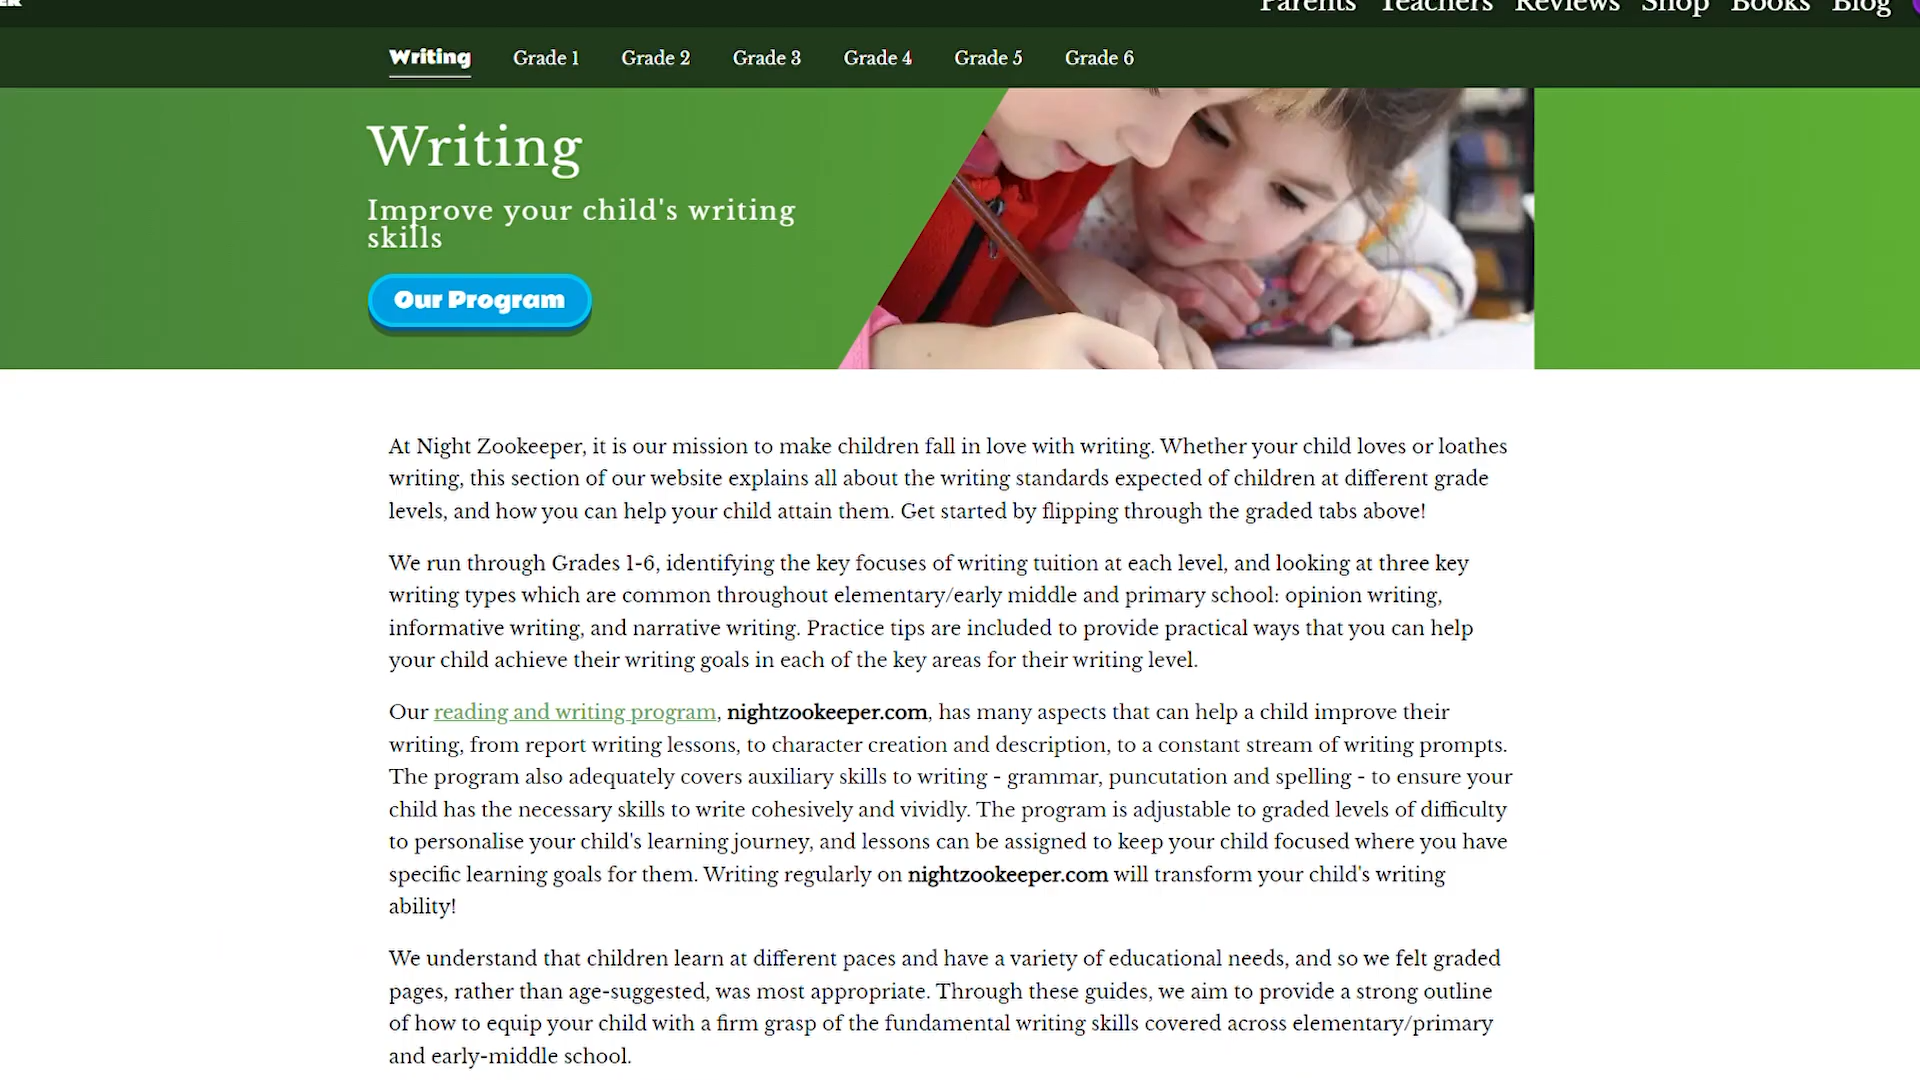 Parents Teachers Reviews Shop Books Blog
Writing Grade 1 Grade 2 Grade 3 Grade 4 Grade 5 Grade 6
Writing
Improve your child's writing
skills
Our Program
At Night Zookeeper, it is our mission to make children fall in love with writing. Whether your child loves or loathes
writing, this section of our website explains all about the writing standards expected of children at different grade
levels, and how you can help your child attain them. Get started by flipping through the graded tabs above!
We run through Grades 1-6, identifying the key focuses of writing tuition at each level, and looking at three key
writing types which are common throughout elementary/early middle and primary school: opinion writing,
informative writing, and narrative writing. Practice tips are included to provide practical ways that you can help
your child achieve their writing goals in each of the key areas for their writing level.
Our reading and writing program, nightzookeeper.com, has many aspects that can help a child improve their
writing, from report writing lessons, to character creation and description, to a constant stream of writing prompts.
The program also adequately covers auxiliary skills to writing - grammar, puncutation and spelling - to ensure your
child has the necessary skills to write cohesively and vividly. The program is adjustable to graded levels of difficulty
to personalise your child's learning journey, and lessons can be assigned to keep your child focused where you have
specific learning goals for them. Writing regularly on nightzookeeper.com will transform your child's writing
ability!
We understand that children learn at different paces and have a variety of educational needs, and so we felt graded
pages, rather than age-suggested, was most appropriate. Through these guides, we aim to provide a strong outline
of how to equip your child with a firm grasp of the fundamental writing skills covered across elementary/primary
and early-middle school.